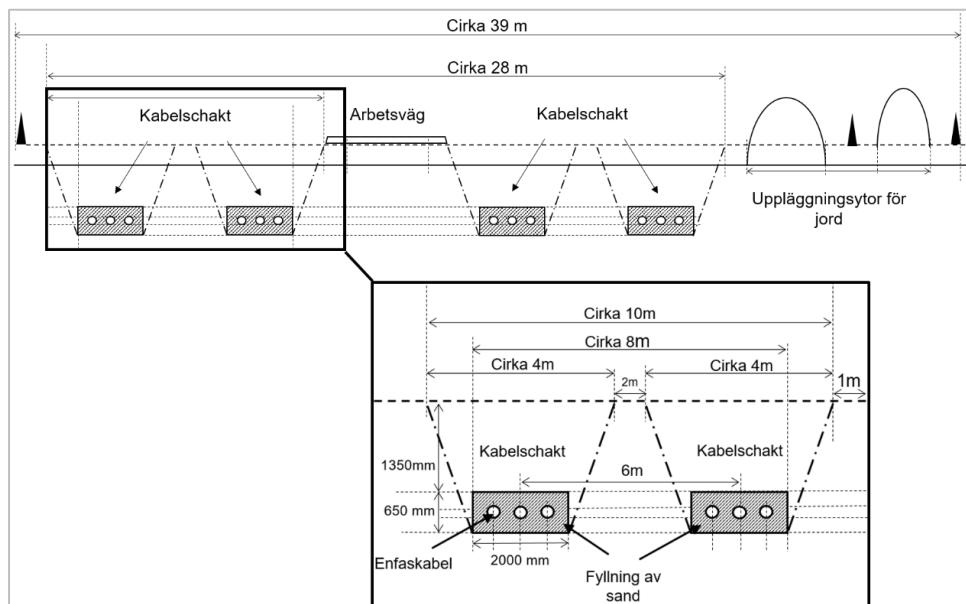 Cirka 39 m
Cirka 28 m
Kabelschakt
Arbetsväg
Kabelschakt
Uppläggningsytor för
jord
Cirka 10m
Cirka 8m
Cirka 4m
2m
Cirka 4m
1m
Kabelschakt
Kabelschakt
1350mm
6m
650 mm
Enfaskabel
2000 mm
Fyllning av
sand